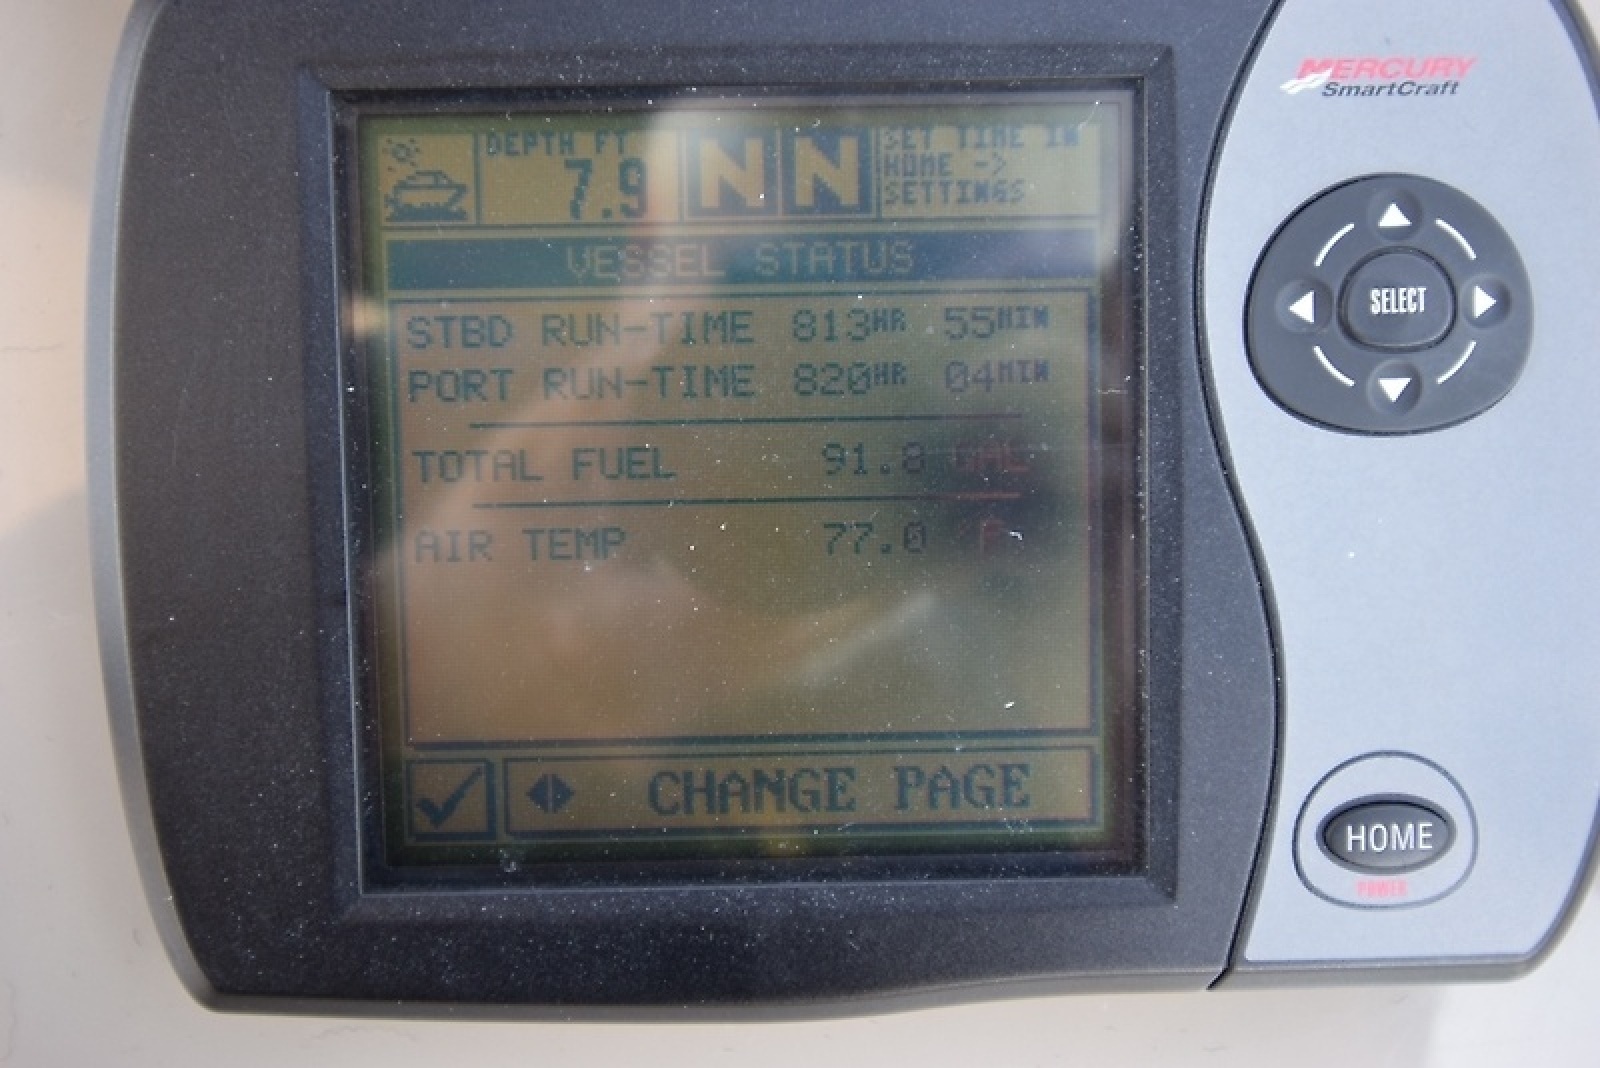 MERCURY
SmartCraft
DEPTH FT
7.9
N N
SET TIME IN
HOME ->
SETTINGS
VESSEL STATUS
STBD RUN-TIME 813HR 55MIN
PORT RUN-TIME 820HR 04MIN
TOTAL FUEL 91.8 GAL
AIR TEMP 77.0 F
CHANGE PAGE
SELECT
HOME
POWER